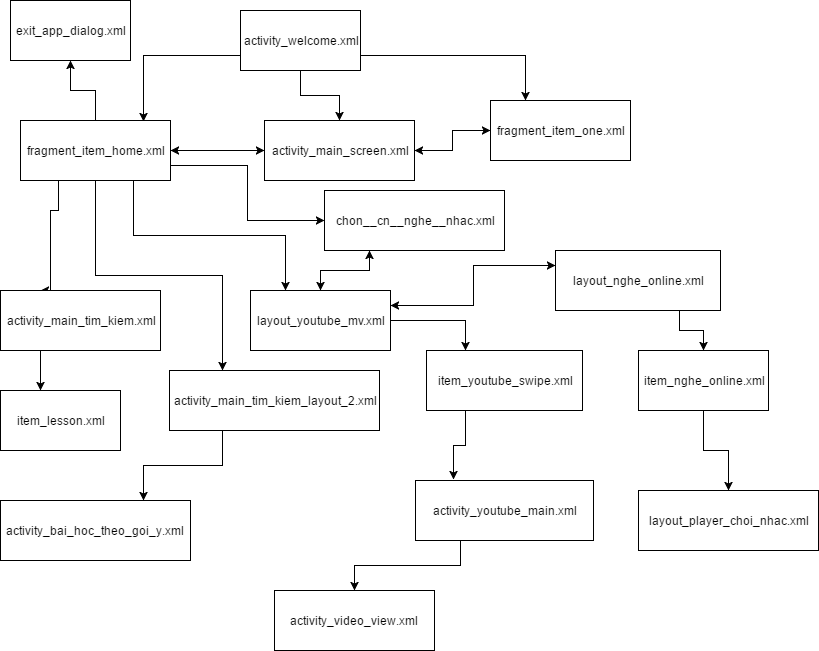 exit_app_dialog.xml
activity_welcome.xml
fragment_item_home.xml
activity_main_screen.xml
fragment_item_one.xml
chon__cn__nghe__nhac.xml
layout_nghe_online.xml
activity_main_tim_kiem.xml
layout_youtube_mv.xml
item_youtube_swipe.xml
item_nghe_online.xml
activity_main_tim_kiem_layout_2.xml
item_lesson.xml
activity_youtube_main.xml
layout_player_choi_nhac.xml
activity_bai_hoc_theo_goi_y.xml
activity_video_view.xml